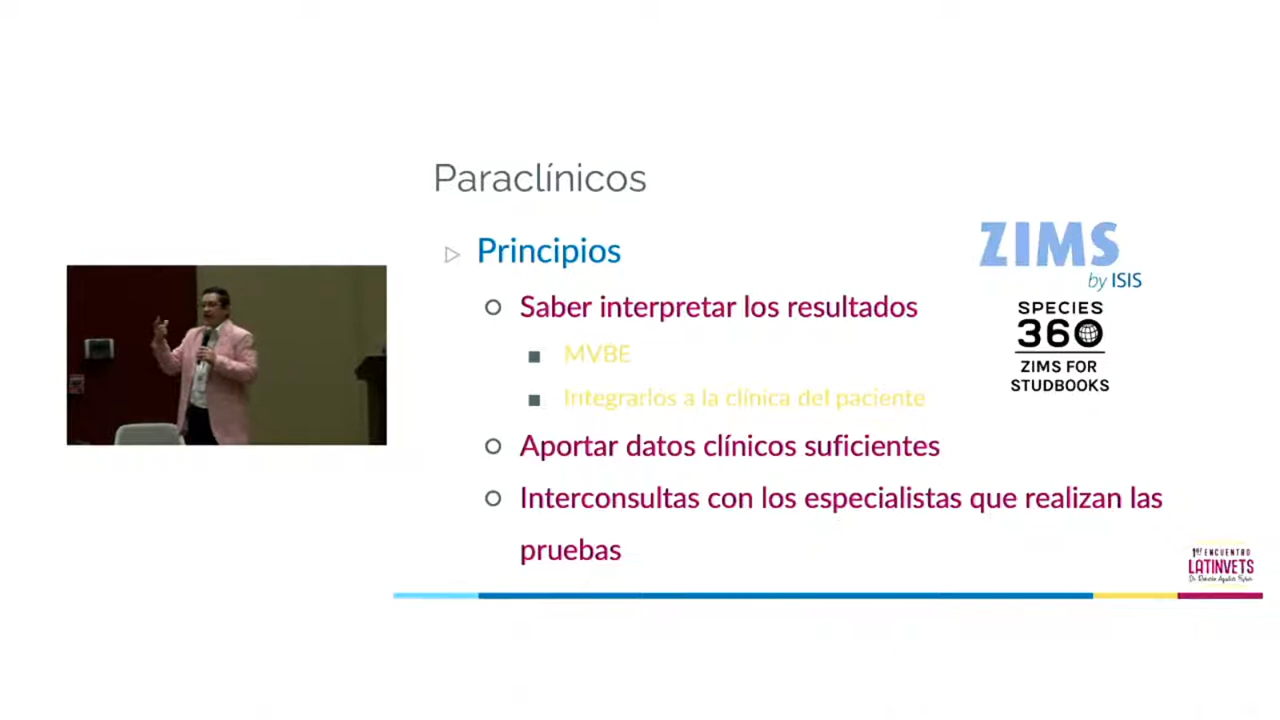 Paraclínicos
Principios
Saber interpretar los resultados
MVBE
Integrarlos a la clínica del paciente
Aportar datos clínicos suficientes
Interconsultas con los especialistas que realizan las
pruebas
ZIMS
by ISIS
SPECIES
360
ZIMS FOR
STUDBOOKS
1er ENCUENTRO
LATINVETS